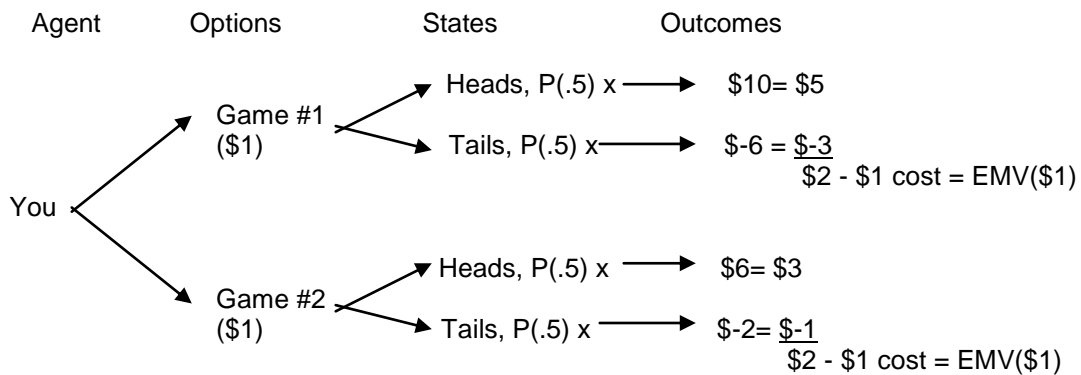 Agent Options States Outcomes
Heads, P(.5) x $10= $5
Game #1
($1)
Tails, P(.5) x $-6 = $-3
$2 - $1 cost = EMV($1)
You
Heads, P(.5) x $6= $3
Game #2
($1)
Tails, P(.5) x $-2= $-1
$2 - $1 cost = EMV($1)